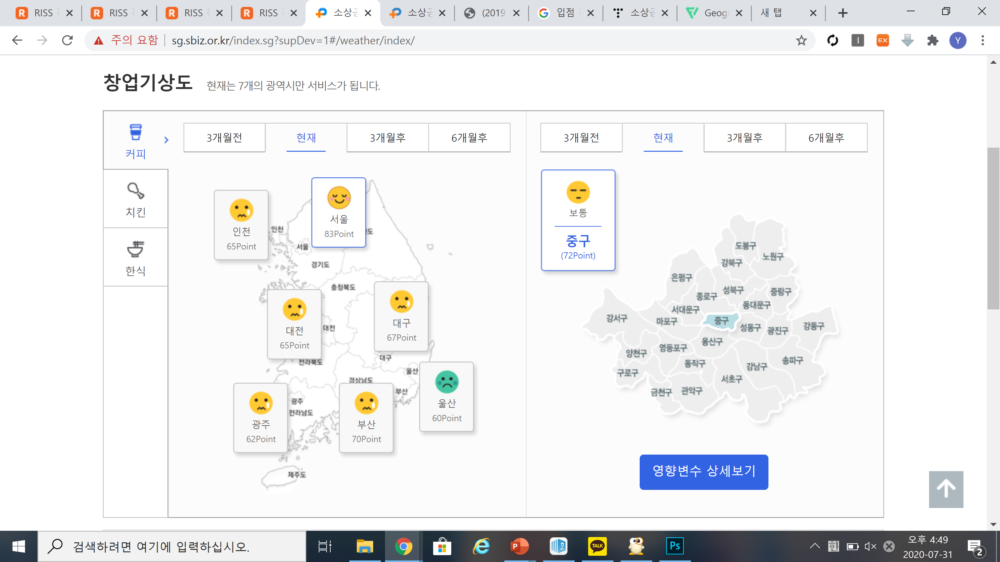 RISS
RISS
RISS
RISS
소상공
소상공
(2019
입점
소상공
Geogr
새 탭
주의 요함
sg.sbiz.or.kr/index.sg?supDev=1#/weather/index/
I
EX
Y
창업기상도
현재는 7개의 광역시만 서비스가 됩니다.
커피
치킨
한식
3개월전
현재
3개월후
6개월후
인천
65Point
서울
83Point
대전
65Point
대구
67Point
울산
60Point
광주
62Point
부산
70Point
인천
서울
경기도
충청북도
대전
전라북도
대구
울산
경상남도
부산
광주
전라남도
제주도
3개월전
현재
3개월후
6개월후
보통
중구
(72Point)
도봉구
노원구
강북구
은평구
성북구
중랑구
종로구
동대문구
서대문구
강서구
마포구
중구
성동구
광진구
강동구
용산구
영등포구
양천구
송파구
동작구
강남구
구로구
서초구
금천구
관악구
영향변수 상세보기
검색하려면 여기에 입력하십시오.
P
한
TALK
Ps
한
오후 4:49
2020-07-31
2